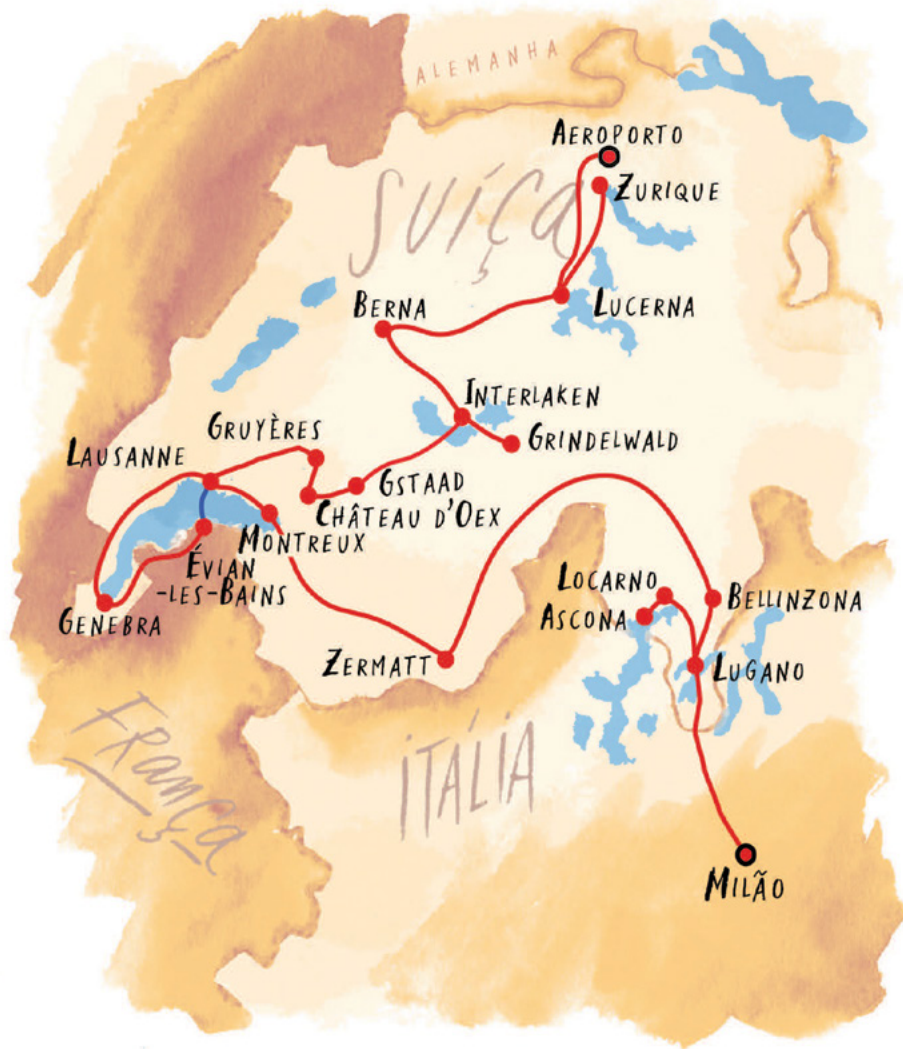 ALEMANHA
AEROPORTO
SUÍÇA
ZURIQUE
BERNA
LUCERNA
INTERLAKEN
GRUYÈRES
GRINDELWALD
LAUSANNE
GSTAAD
CHÂTEAU D'OEX
MONTREUX
ÉVIAN
-LES-BAINS
GENEBRA
LOCARNO
BELLINZONA
ASCONA
ZERMATT
LUGANO
FRANÇA
ITÁLIA
MILÃO